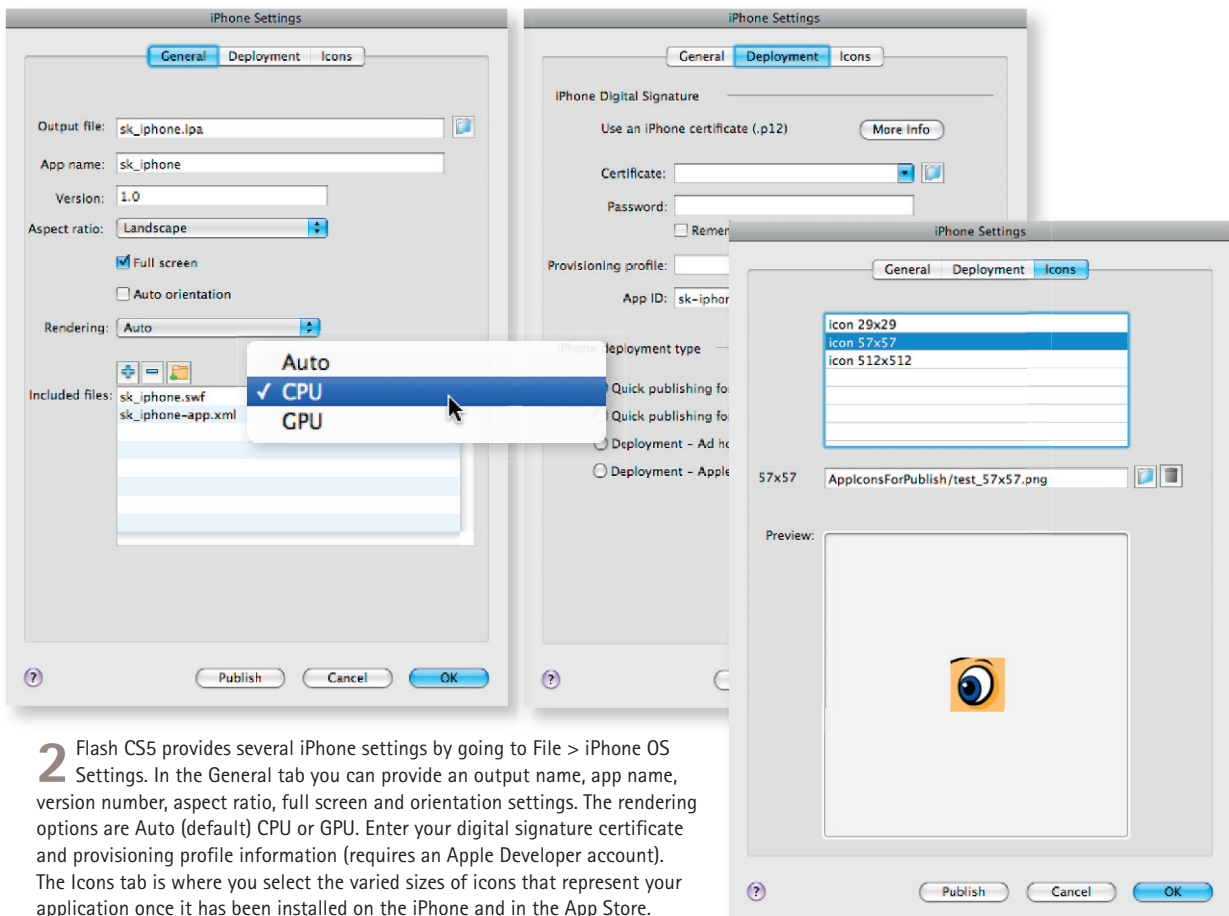 iPhone Settings
General Deployment Icons
Output file: sk_iphone.ipa
App name: sk_iphone
Version: 1.0
Aspect ratio: Landscape
Full screen
Auto orientation
Rendering: Auto
Auto
✓ CPU
GPU
Included files: sk_iphone.swf
sk_iphone-app.xml
? Publish Cancel OK
iPhone Settings
General Deployment Icons
iPhone Digital Signature
Use an iPhone certificate (.p12) More Info
Certificate:
Password:
Provisioning profile:
App ID:
iPhone deployment type
Quick publishing
Quick publishing
Deployment - Ad
Deployment - Apple
?
iPhone Settings
General Deployment Icons
icon 29x29
icon 57x57
icon 512x512
57x57 AppIconsForPublish/test_57x57.png
Preview:
? Publish Cancel OK
2 Flash CS5 provides several iPhone settings by going to File > iPhone OS
Settings. In the General tab you can provide an output name, app name,
version number, aspect ratio, full screen and orientation settings. The rendering
options are Auto (default) CPU or GPU. Enter your digital signature certificate
and provisioning profile information (requires an Apple Developer account).
The Icons tab is where you select the varied sizes of icons that represent your
application once it has been installed on the iPhone and in the App Store.